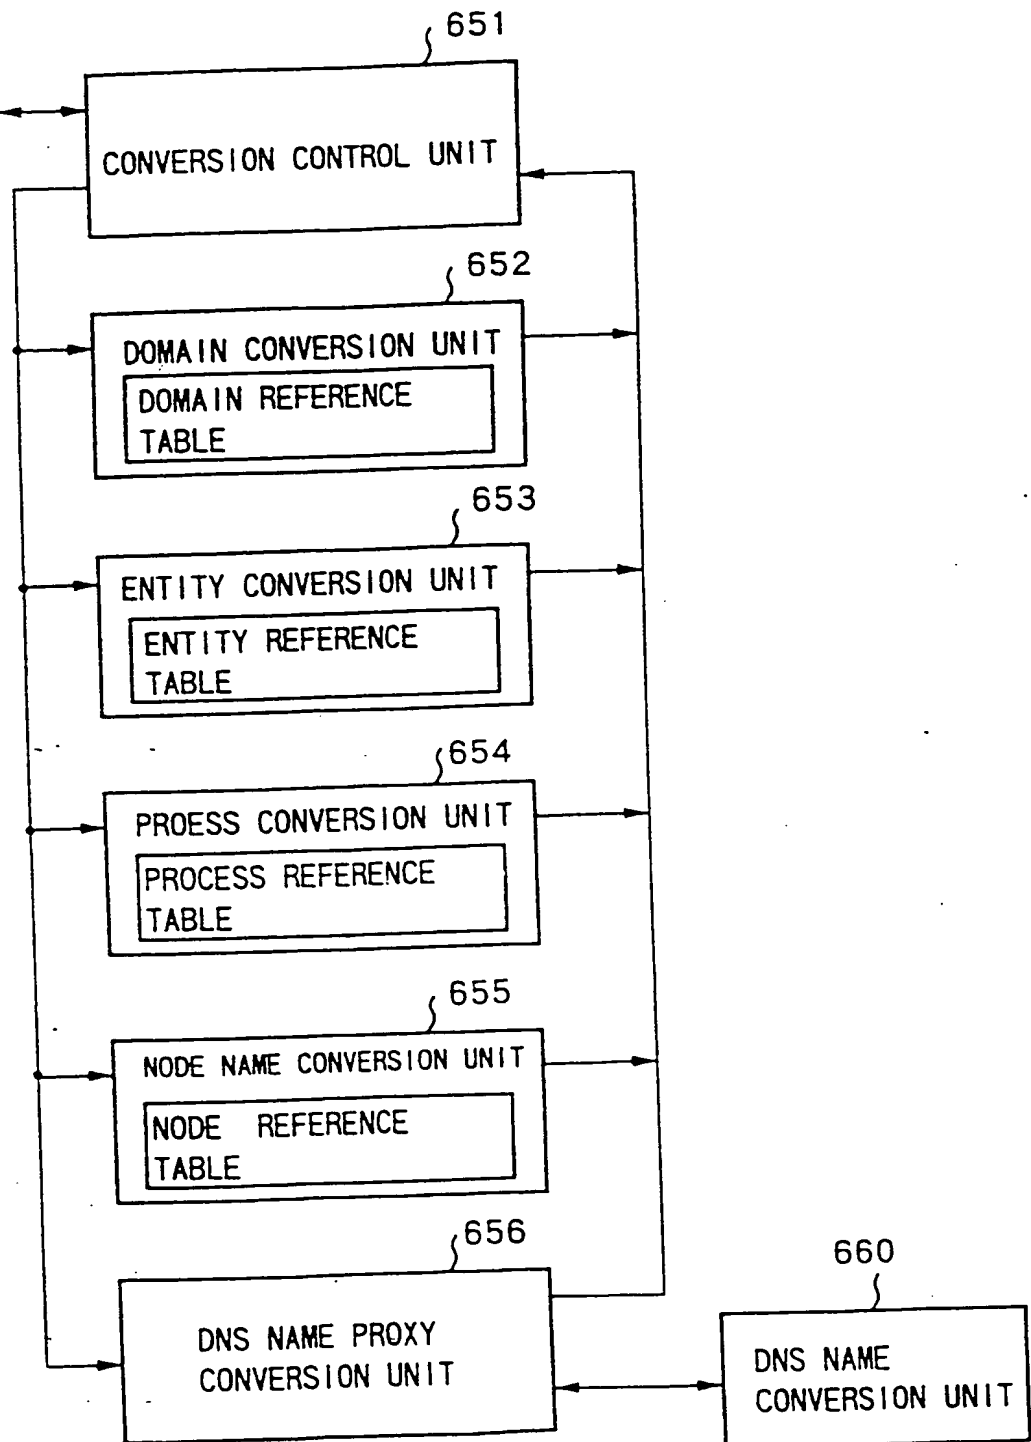 651
CONVERSION CONTROL UNIT
652
DOMAIN CONVERSION UNIT
DOMAIN REFERENCE
TABLE
653
ENTITY CONVERSION UNIT
ENTITY REFERENCE
TABLE
654
PROESS CONVERSION UNIT
PROCESS REFERENCE
TABLE
655
NODE NAME CONVERSION UNIT
NODE REFERENCE
TABLE
656
DNS NAME PROXY
CONVERSION UNIT
660
DNS NAME
CONVERSION UNIT